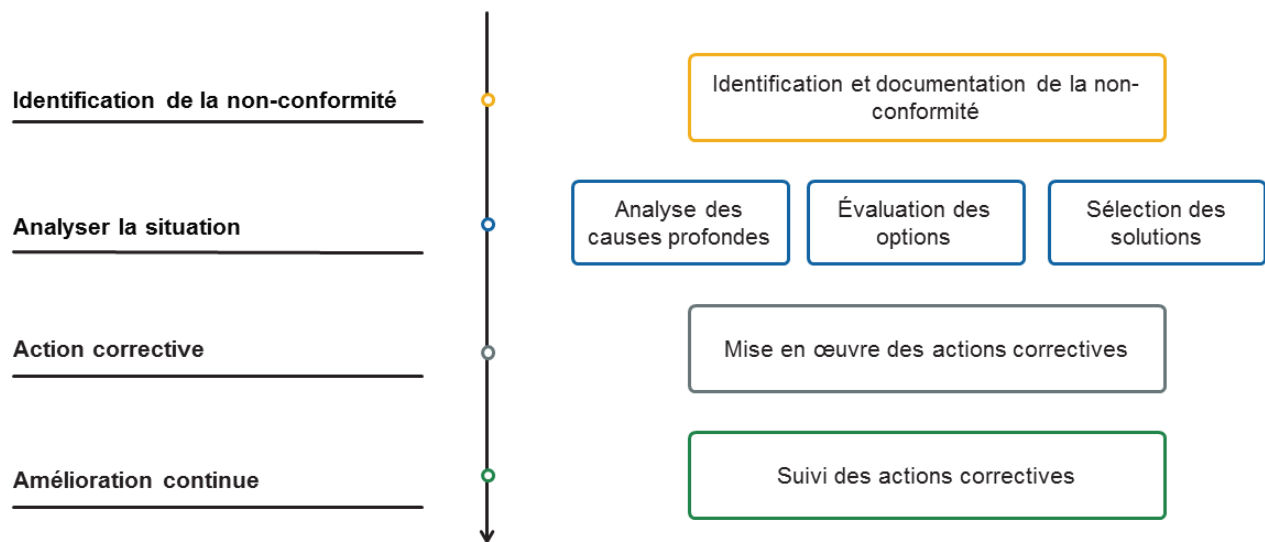 Identification de la non-conformité
Identification et documentation de la non-
conformité
Analyser la situation
Analyse des
causes profondes
Évaluation des
options
Sélection des
solutions
Action corrective
Mise en œuvre des actions correctives
Amélioration continue
Suivi des actions correctives